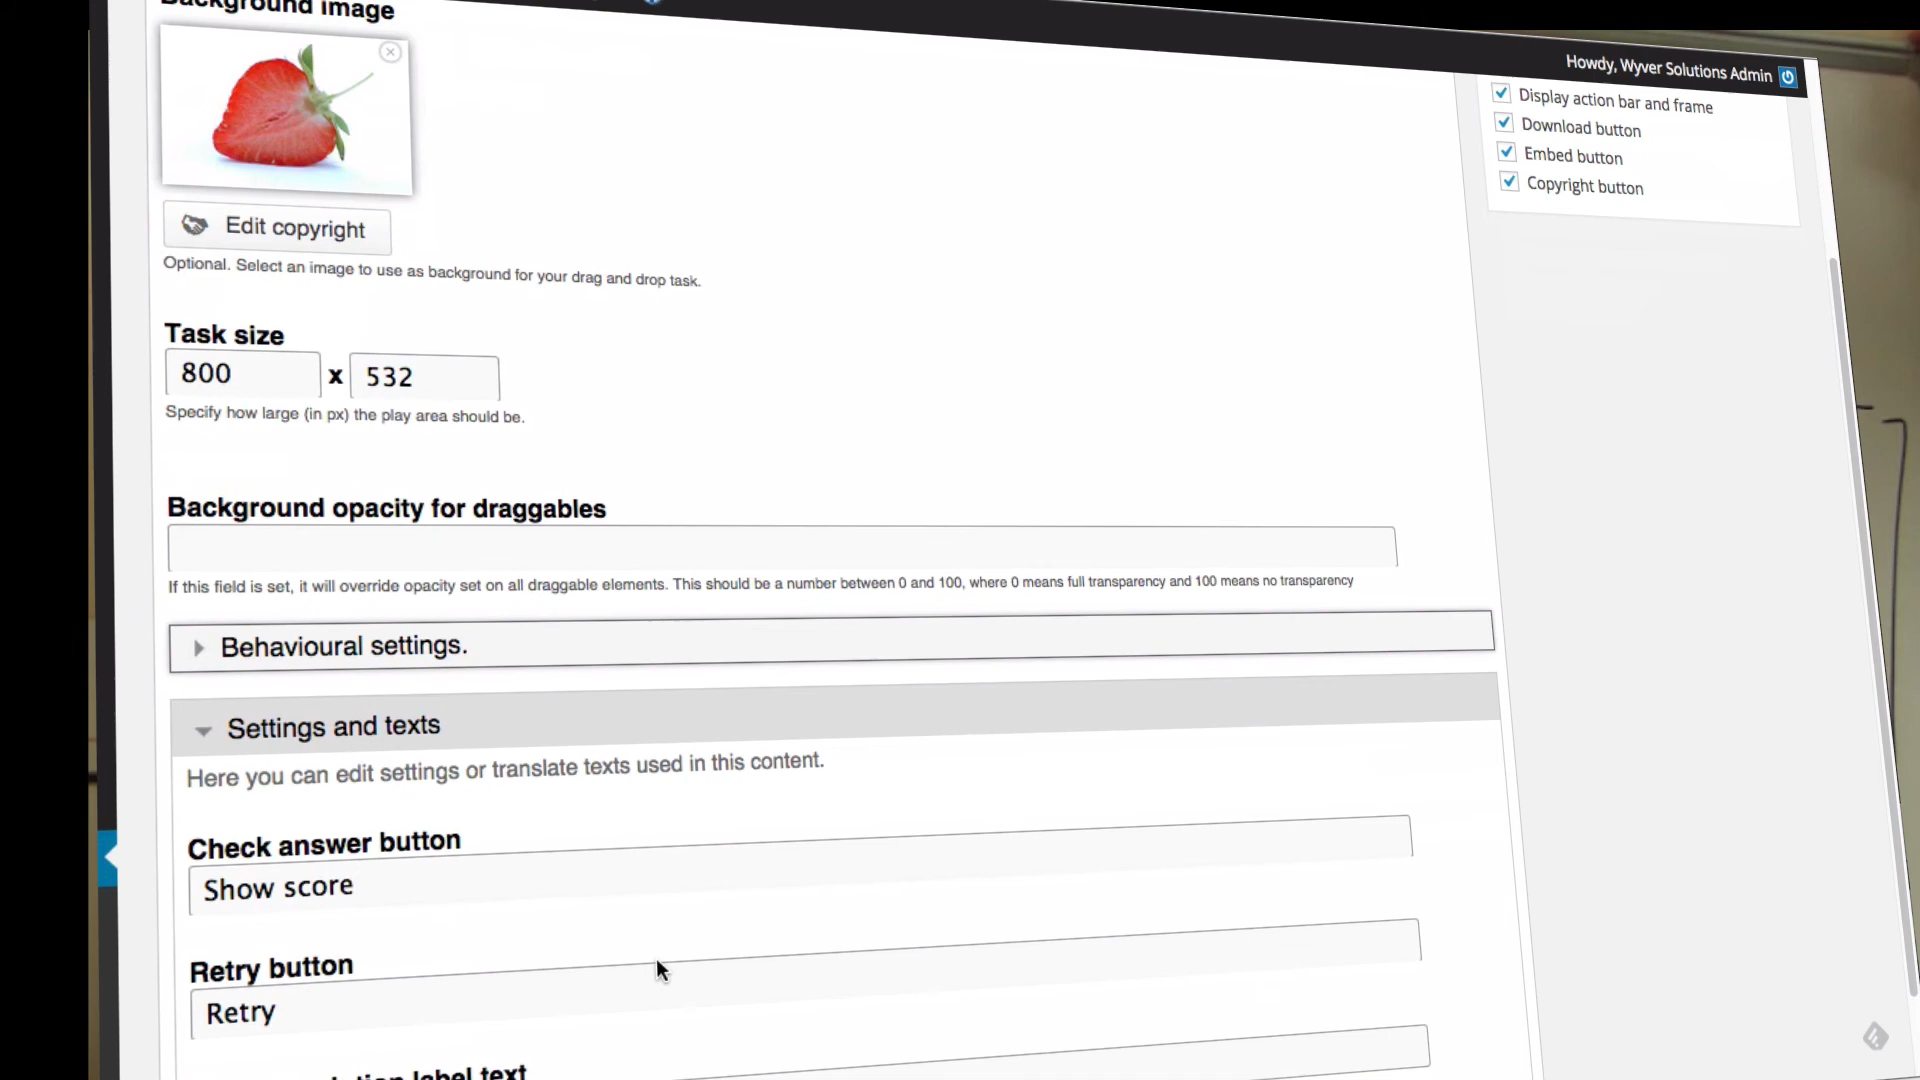 Background image
Howdy, Wyver Solutions Admin
Display action bar and frame
Download button
Embed button
Copyright button
Edit copyright
Optional. Select an image to use as background for your drag and drop task.
Task size
800 x 532
Specify how large (in px) the play area should be.
Background opacity for draggables
If this field is set, it will override opacity set on all draggable elements. This should be a number between 0 and 100, where 0 means full transparency and 100 means no transparency
Behavioural settings.
Settings and texts
Here you can edit settings or translate texts used in this content.
Check answer button
Show score
Retry button
Retry
label text